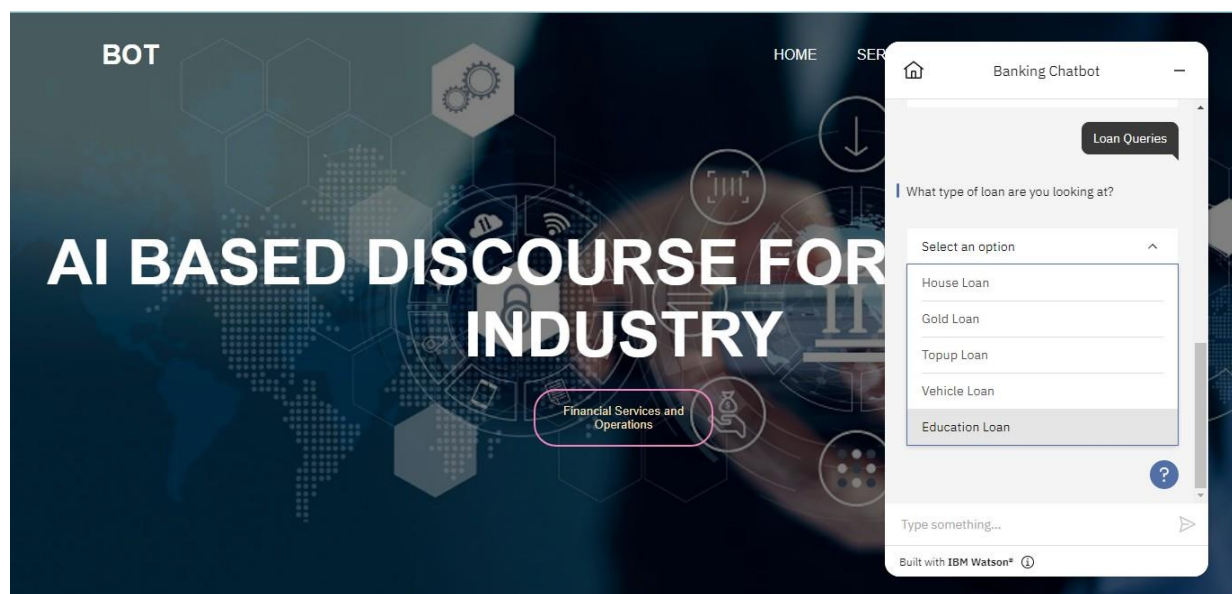 BOT
HOME
SER
AI BASED DISCOURSE FOR
INDUSTRY
Financial Services and
Operations
Banking Chatbot
Loan Queries
What type of loan are you looking at?
Select an option
House Loan
Gold Loan
Topup Loan
Vehicle Loan
Education Loan
?
Type something...
Built with IBM Watson®